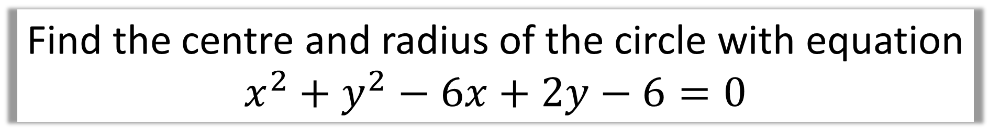 Find the centre and radius of the circle with equation
x² + y² − 6x + 2y − 6 = 0